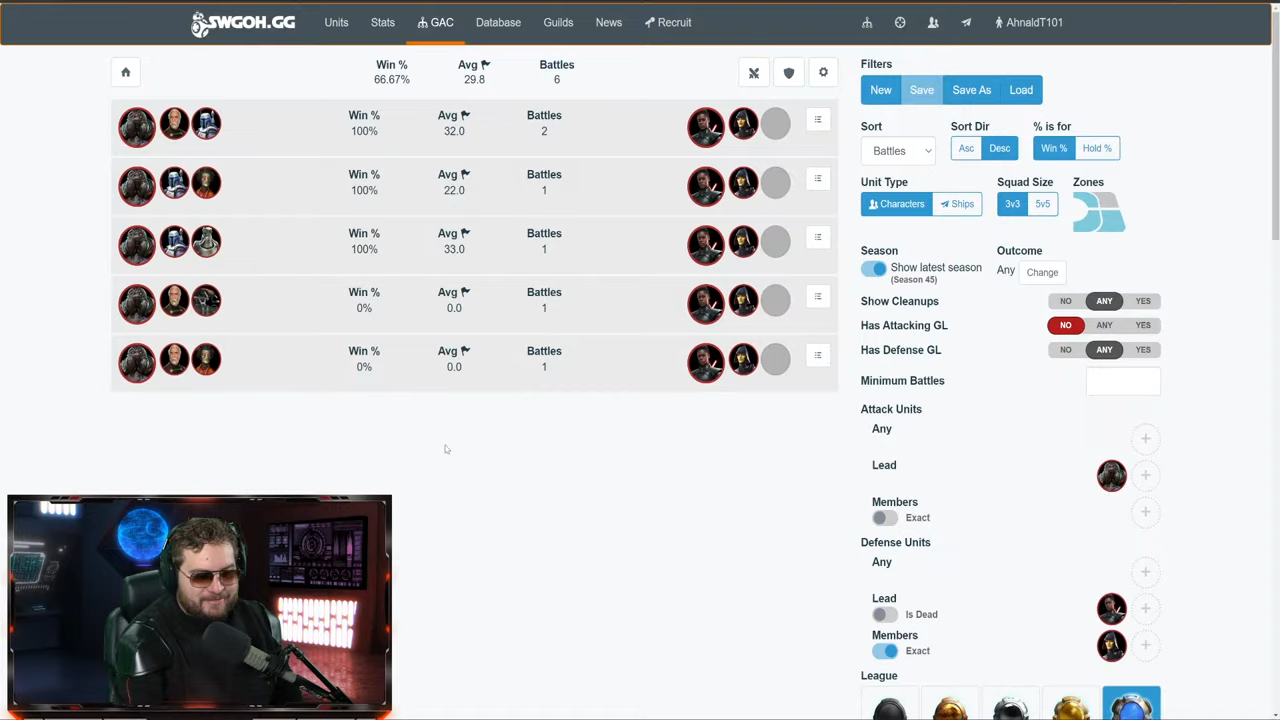 SWGOH.GG Units Stats GAC Database Guilds News Recruit AhnaldT101
Win % Avg Battles
66.67% 29.8 6
Win % Avg Battles
100% 32.0 2
Win % Avg Battles
100% 22.0 1
Win % Avg Battles
100% 33.0 1
Win % Avg Battles
0% 0.0 1
Win % Avg Battles
0% 0.0 1
Filters
New Save Save As Load
Sort Sort Dir % is for
Battles Asc Desc Win % Hold %
Unit Type Squad Size Zones
Characters Ships 3v3 5v5
Season Outcome
Show latest season Any Change
(Season 45)
Show Cleanups NO ANY YES
Has Attacking GL NO ANY YES
Has Defense GL NO ANY YES
Minimum Battles
Attack Units
Any
Lead
Members
Exact
Defense Units
Any
Lead
Is Dead
Members
Exact
League